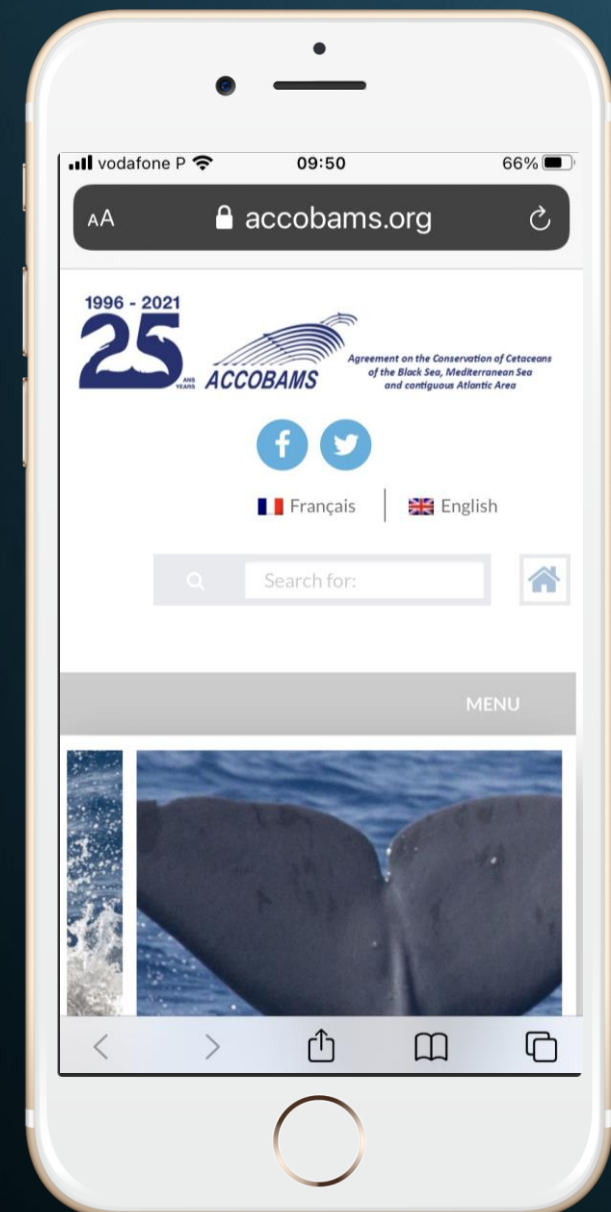 vodafone P 09:50 66%
AA accobams.org
1996 - 2021
25 ANS
YEARS
ACCOBAMS
Agreement on the Conservation of Cetaceans
of the Black Sea, Mediterranean Sea
and contiguous Atlantic Area
Français English
Search for:
MENU